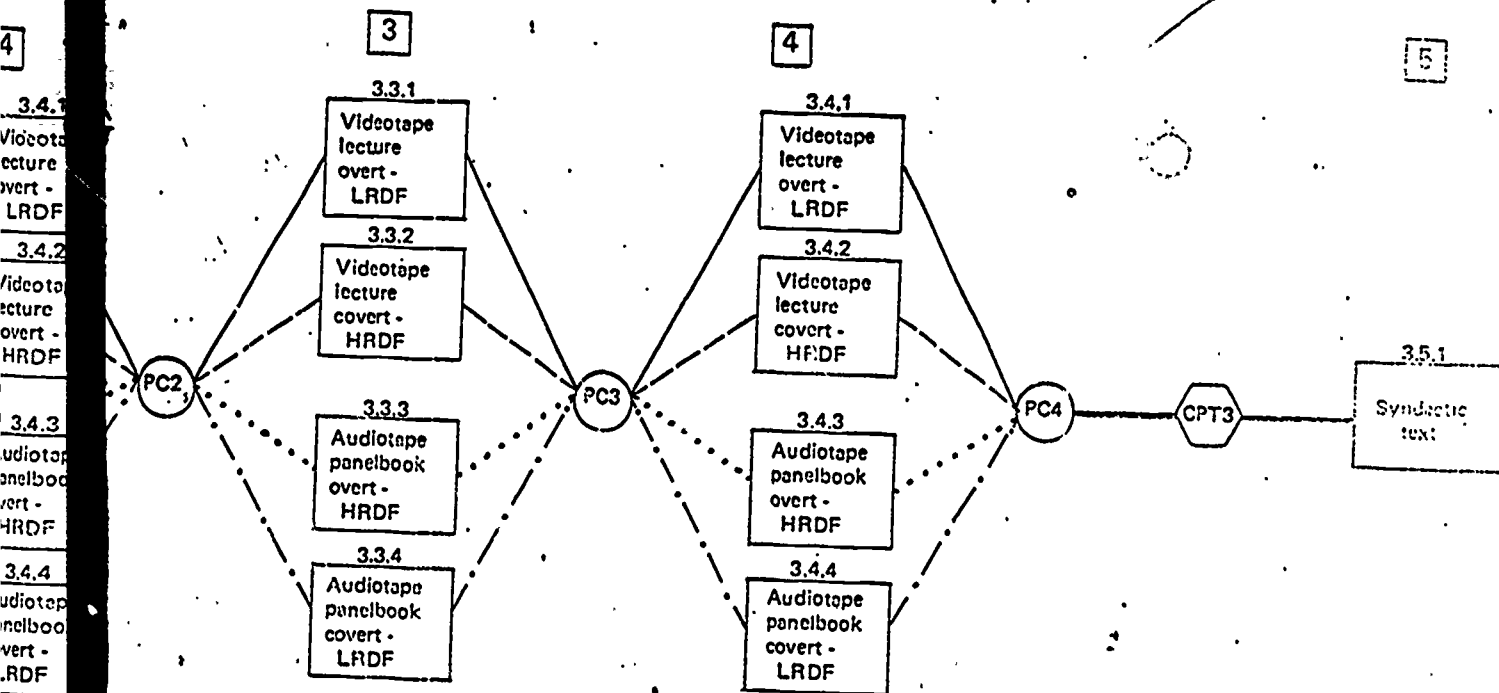 4
3.4.1
LRDF
3.4.2
HRDF
3.4.3
HRDF
3.4.4
3
3.3.1
Videotape
lecture
overt -
LRDF
3.3.2
Videotape
lecture
covert -
HRDF
3.3.3
Audiotape
panelbook
overt -
HRDF
3.3.4
Audiotape
panelbook
covert -
LRDF
PC2
PC3
4
3.4.1
Videotape
lecture
overt -
LRDF
3.4.2
Videotape
lecture
covert -
HRDF
3.4.3
Audiotape
panelbook
overt -
HRDF
3.4.4
Audiotape
panelbook
covert -
LRDF
PC4
CPT3
5
3.5.1
Syndactic
text